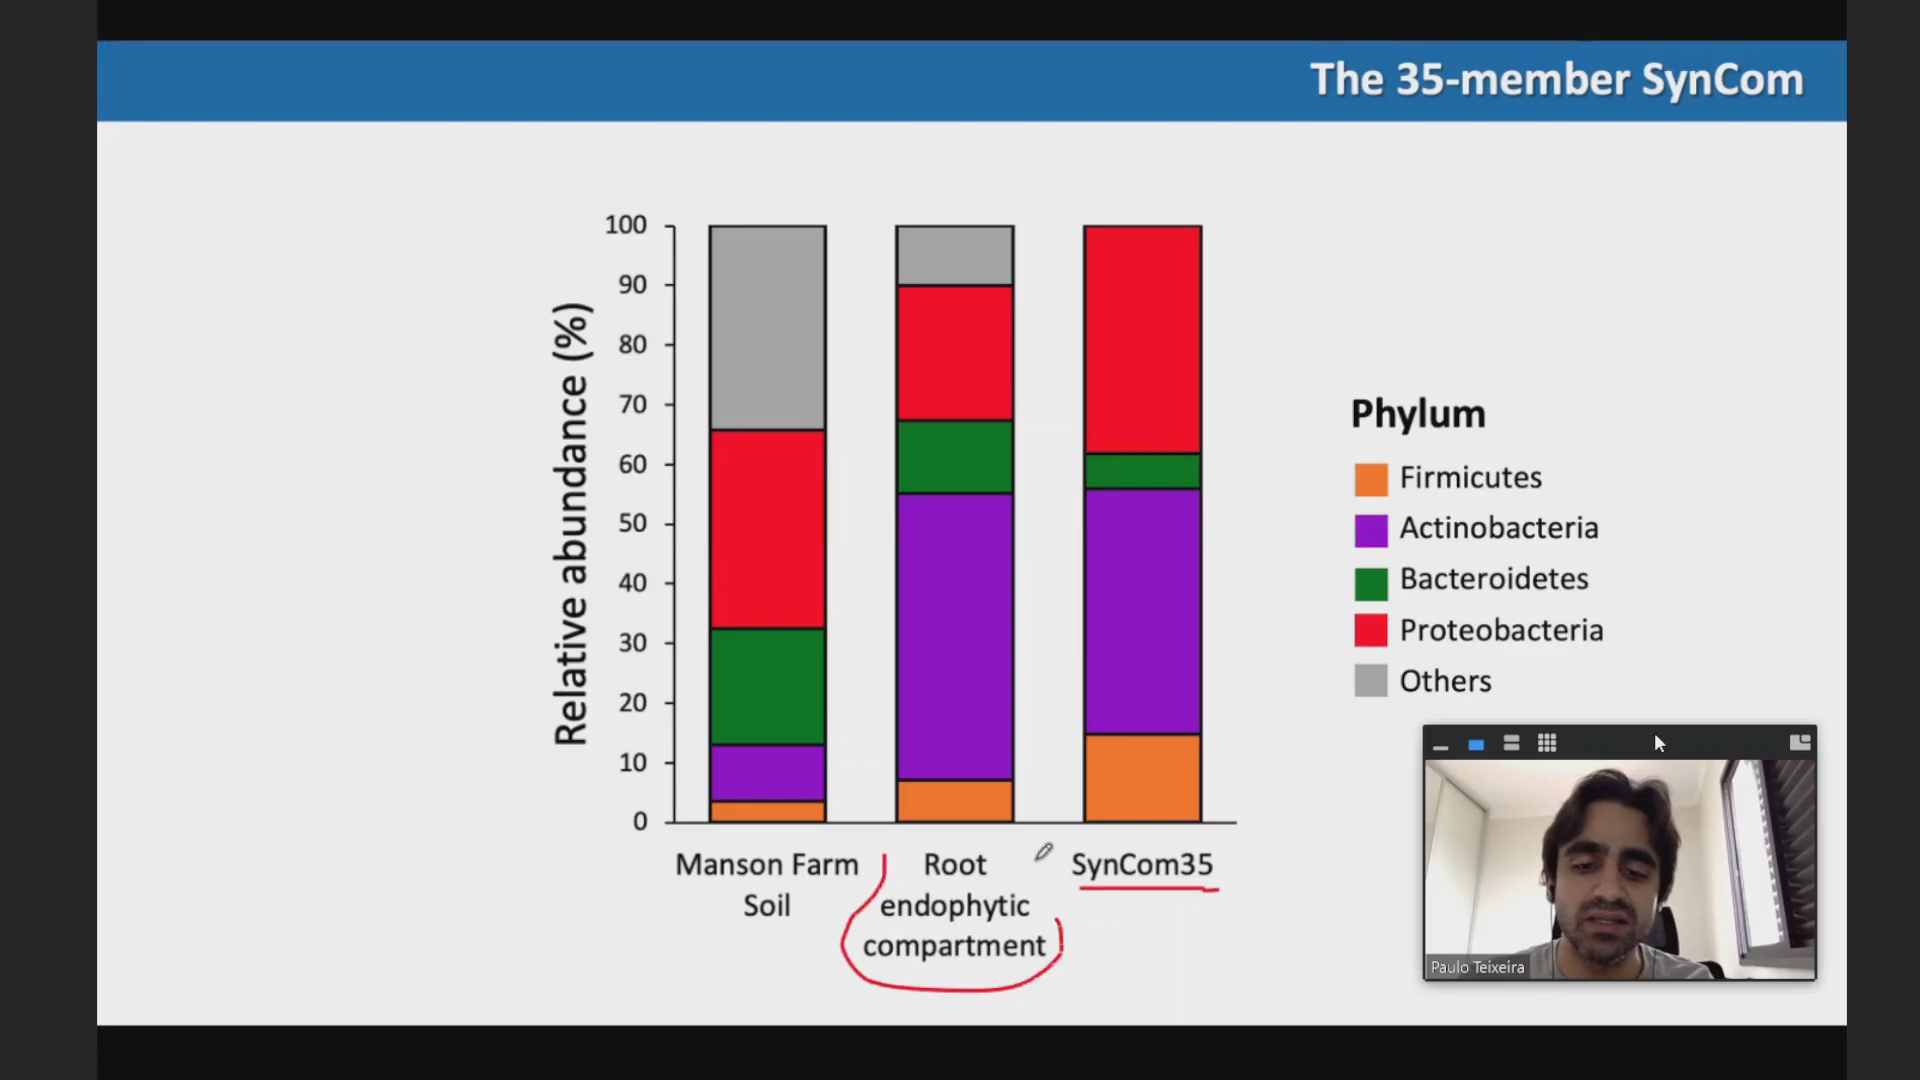 The 35-member SynCom
Relative abundance (%)
100
90
80
70
60
50
40
30
20
10
0
Manson Farm
Soil
Root
endophytic
compartment
SynCom35
Phylum
Firmicutes
Actinobacteria
Bacteroidetes
Proteobacteria
Others
Paulo Teixeira